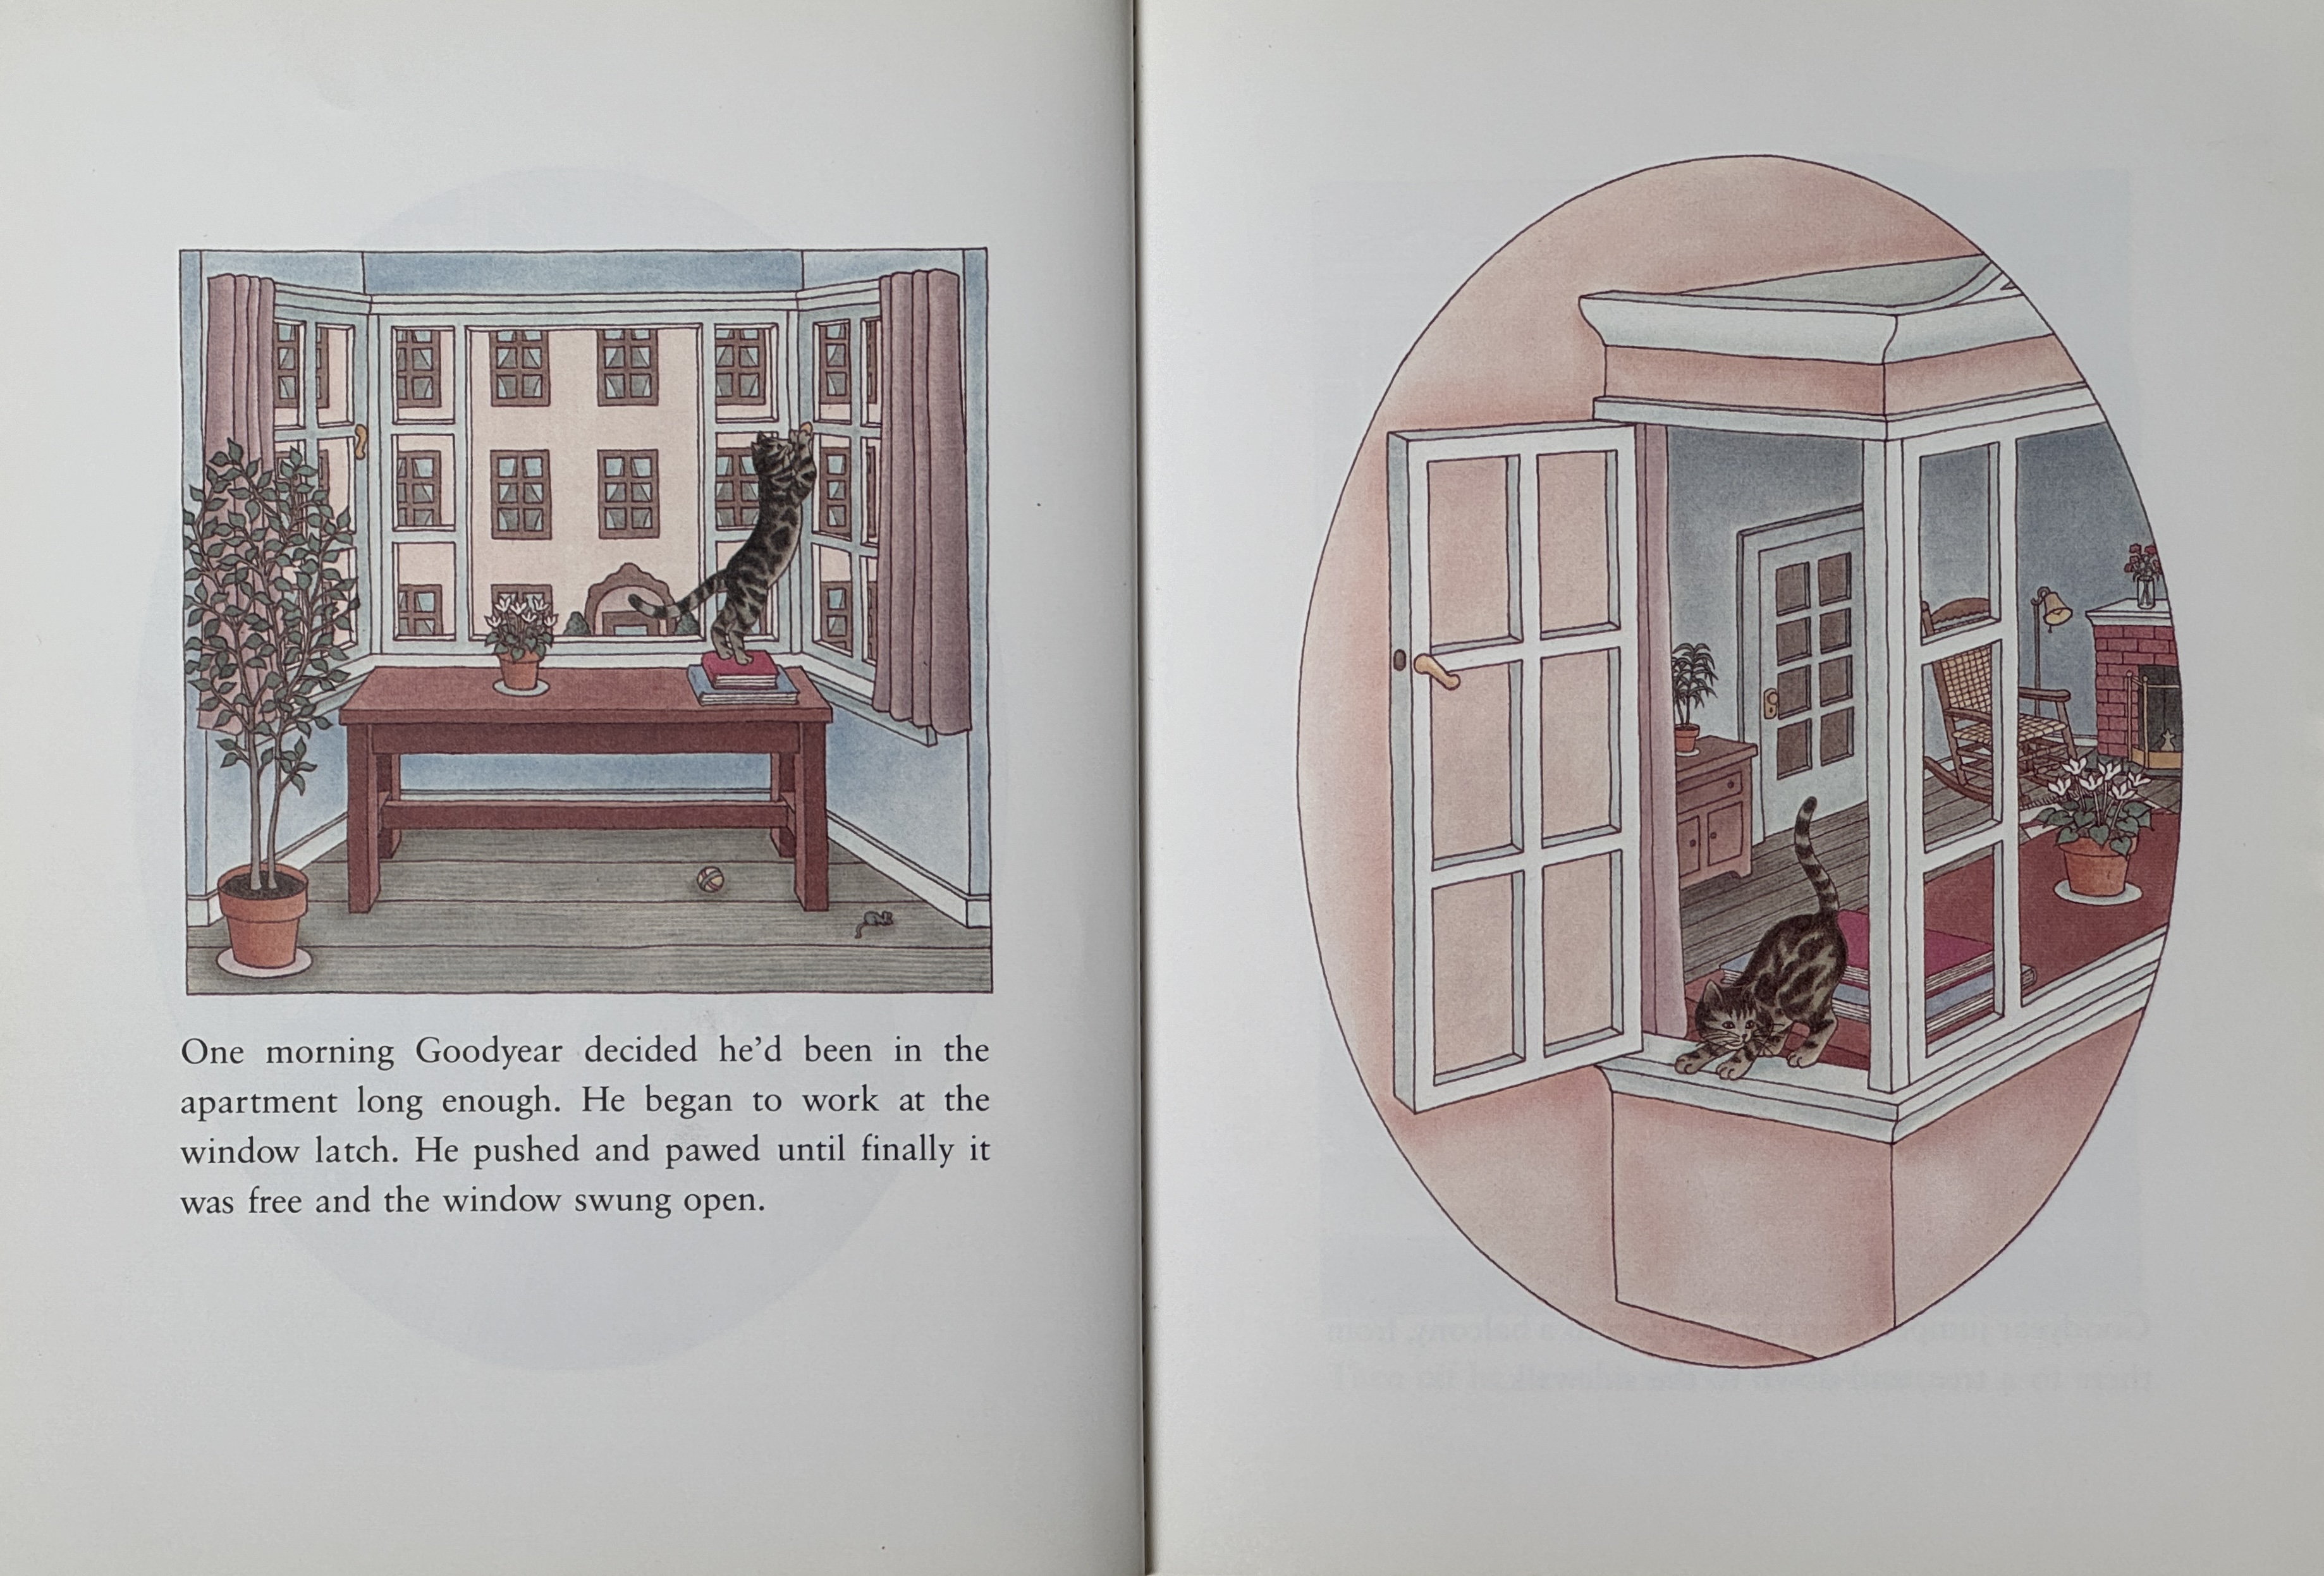 One morning Goodyear decided he'd been in the
apartment long enough. He began to work at the
window latch. He pushed and pawed until finally it
was free and the window swung open.